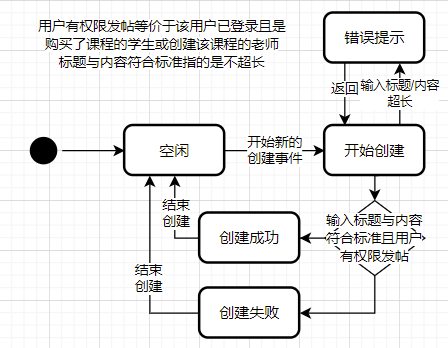 用户有权限发帖等价于该用户已登录且是
购买了课程的学生或创建该课程的老师
标题与内容符合标准指的是不超长
错误提示
返回
输入标题/内容
超长
空闲
开始新的
创建事件
开始创建
结束
创建
创建成功
输入标题与内容
符合标准且用户
有权限发帖
结束
创建
创建失败